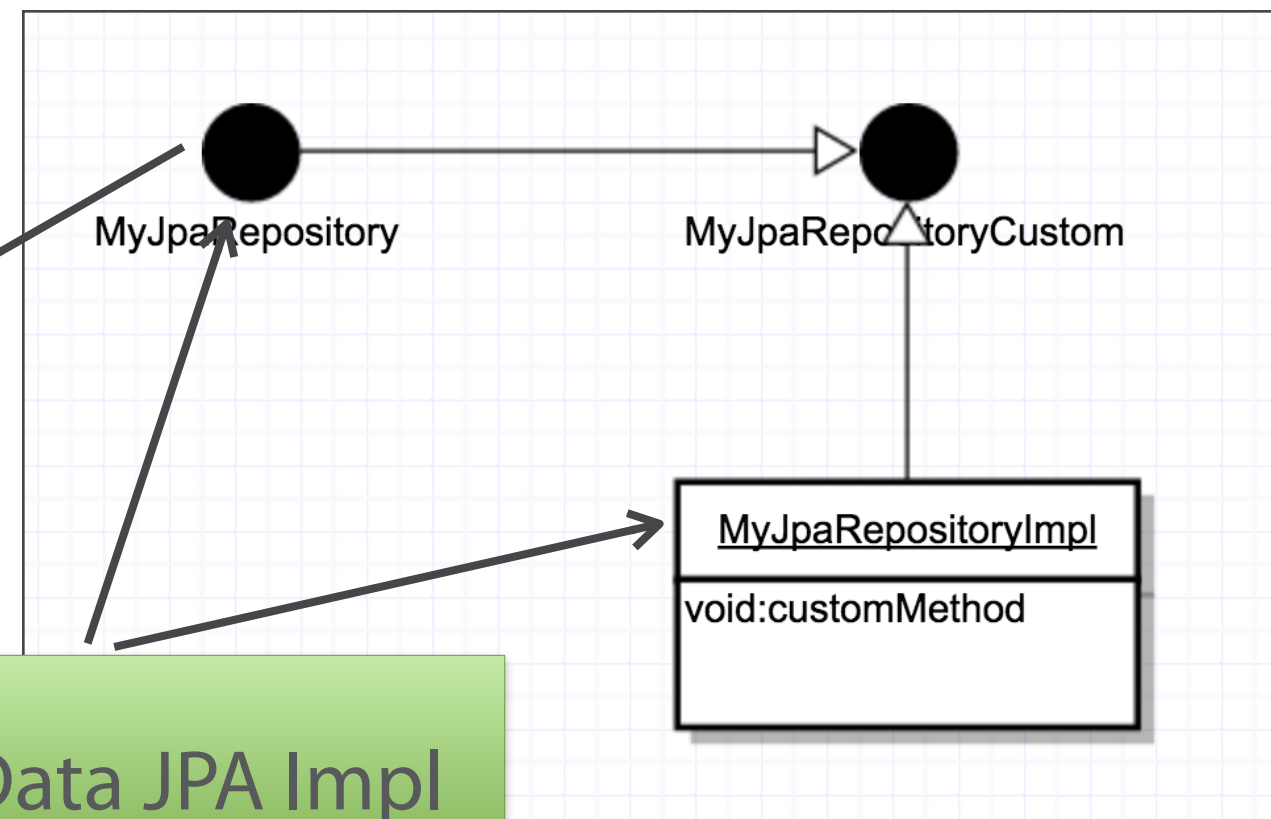 MyJpaRepository
MyJpaRepositoryCustom
MyJpaRepositoryImpl
void:customMethod
Data JPA Impl